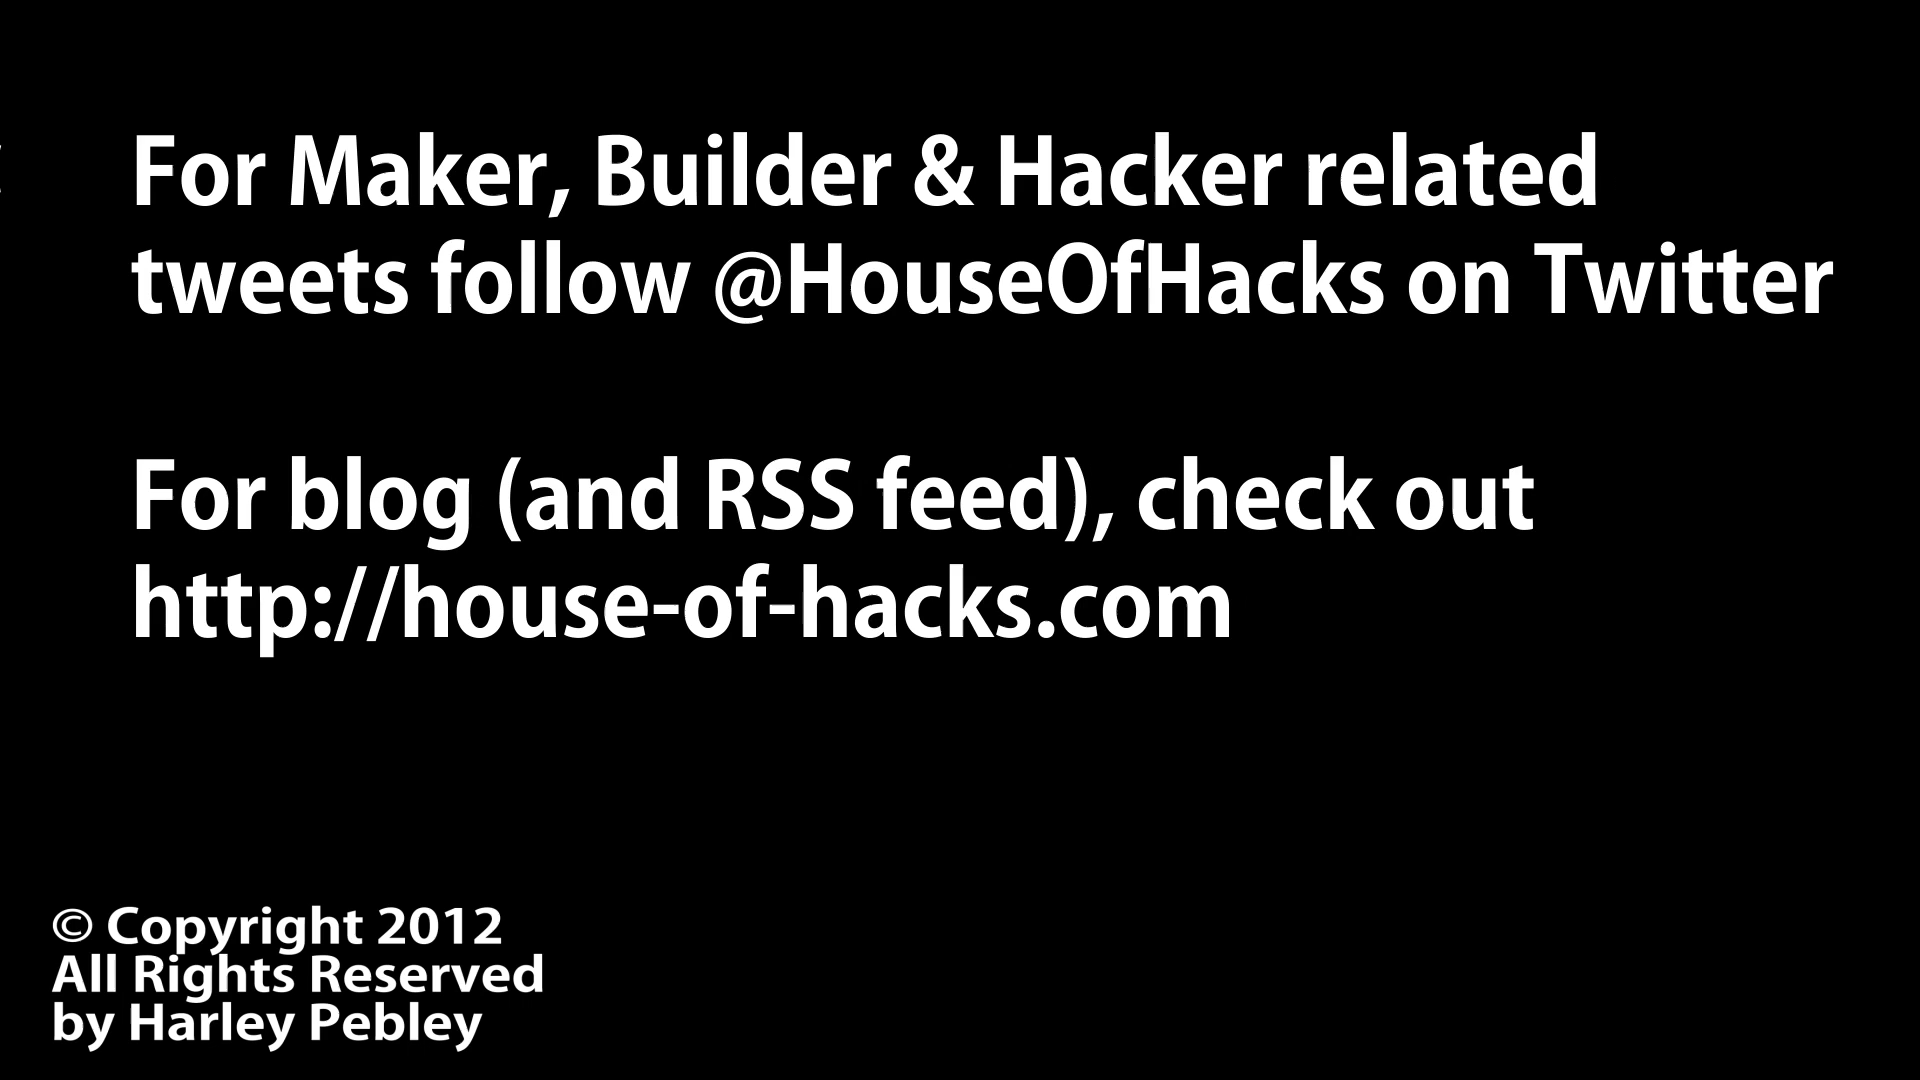 For Maker, Builder & Hacker related
tweets follow @HouseOfHacks on Twitter
For blog (and RSS feed), check out
http://house-of-hacks.com
© Copyright 2012
All Rights Reserved
by Harley Pebley